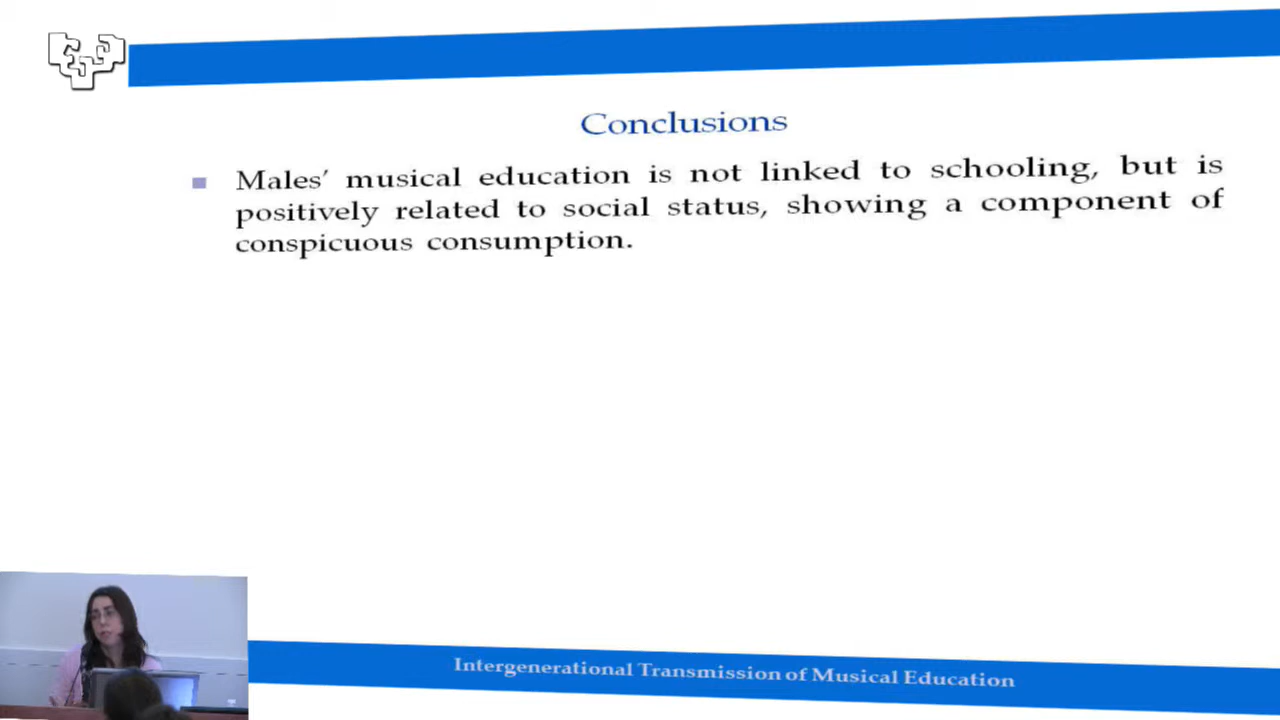 Conclusions
Males’ musical education is not linked to schooling, but is
positively related to social status, showing a component of
conspicuous consumption.
Intergenerational Transmission of Musical Education